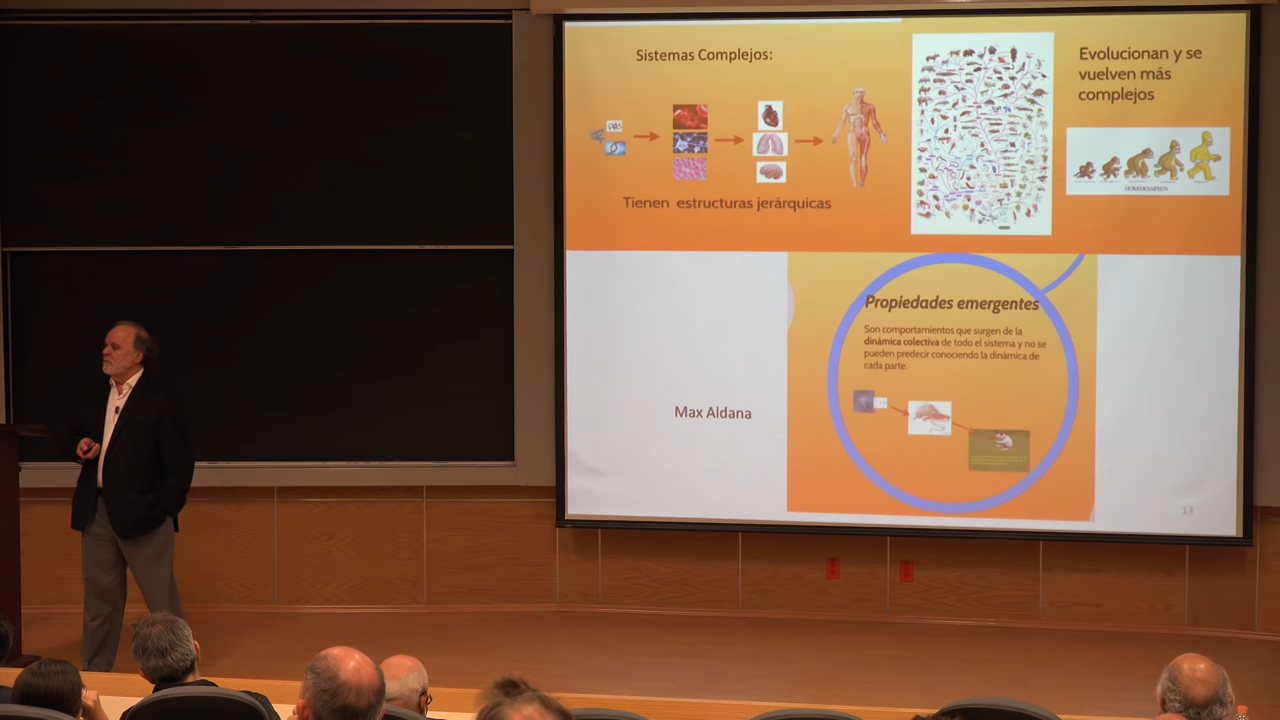 Sistemas Complejos:
Tienen estructuras jerárquicas
Evolucionan y se
vuelven más
complejos
HOMERSAPIEN
Propiedades emergentes
Son comportamientos que surgen de la
dinámica colectiva de todo el sistema y no se
pueden predecir conociendo la dinámica de
cada parte.
Max Aldana
13